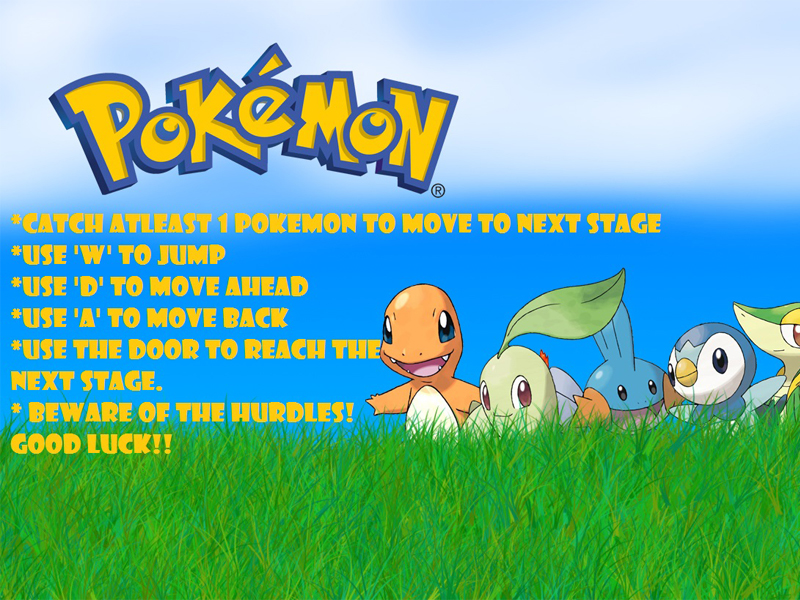 POKéMON
®
*CATCH ATLEAST 1 POKEMON TO MOVE TO NEXT STAGE
*USE 'W' TO JUMP
*USE 'D' TO MOVE AHEAD
*USE 'A' TO MOVE BACK
*USE THE DOOR TO REACH THE
NEXT STAGE.
* BEWARE OF THE HURDLES!
GOOD LUCK!!